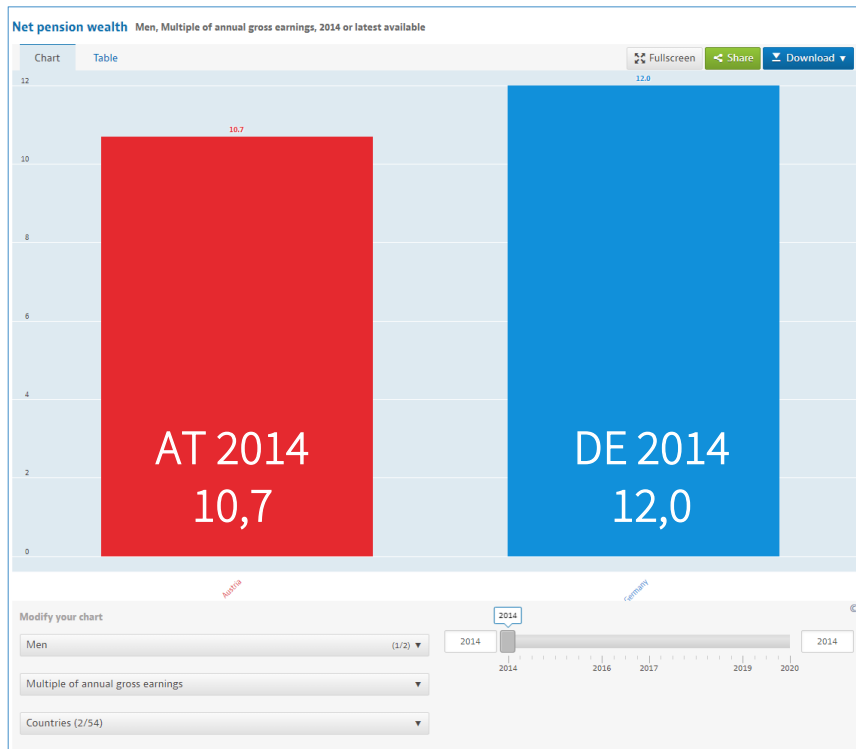 Net pension wealth Men, Multiple of annual gross earnings, 2014 or latest available
Chart Table Fullscreen Share Download ▼
12
12.0
10.7
10
8
6
4
2
0
AT 2014
10,7
DE 2014
12,0
Austria
Germany
©
Modify your chart
Men (1/2) ▼
Multiple of annual gross earnings ▼
Countries (2/54) ▼
2014
2014 2014
2014 2016 2017 2019 2020